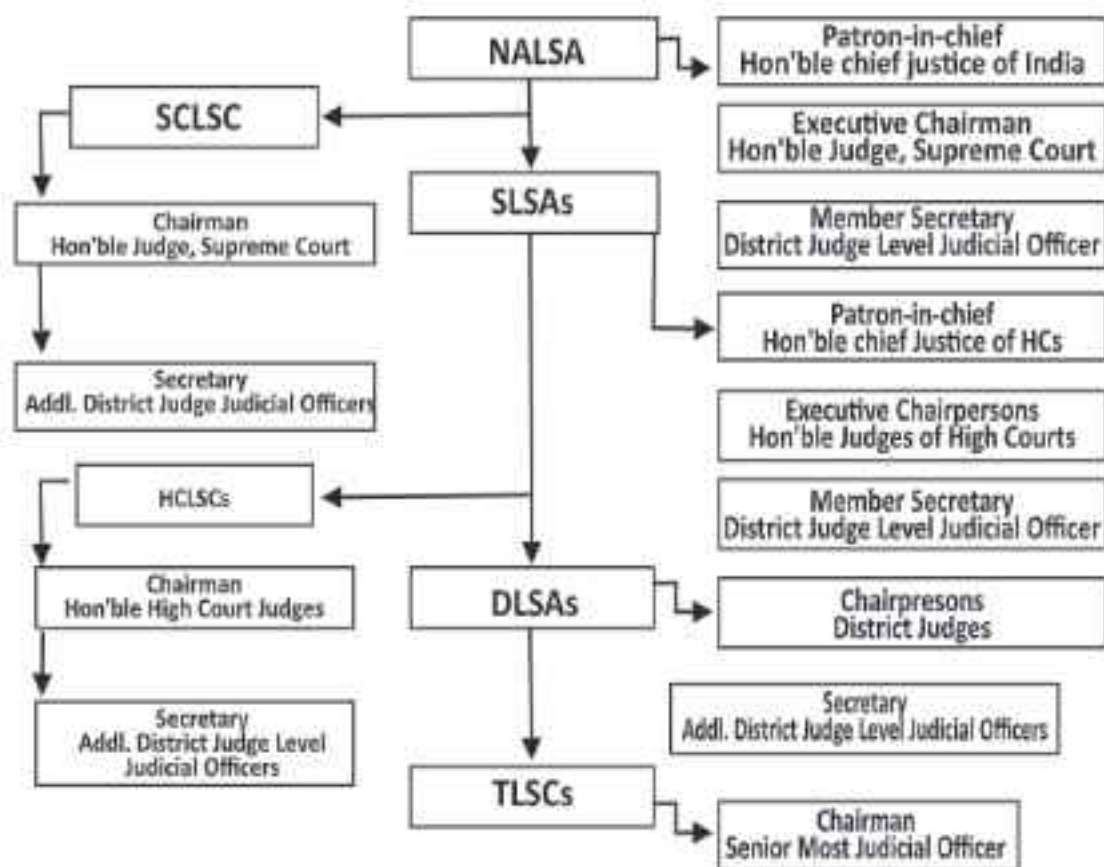 NALSA
Patron-in-chief
Hon'ble chief justice of India
SCLSC
Executive Chairman
Hon'ble Judge, Supreme Court
SLSAs
Chairman
Hon'ble Judge, Supreme Court
Member Secretary
District Judge Level Judicial Officer
Patron-in-chief
Hon'ble chief Justice of HCs
Secretary
Addl. District Judge Judicial Officers
Executive Chairpersons
Hon'ble Judges of High Courts
HCLSCs
Member Secretary
District Judge Level Judicial Officer
Chairman
Hon'ble High Court Judges
DLSAs
Chairpresons
District Judges
Secretary
Addl. District Judge Level
Judicial Officers
Secretary
Addl. District Judge Level Judicial Officers
TLSCs
Chairman
Senior Most Judicial Officer